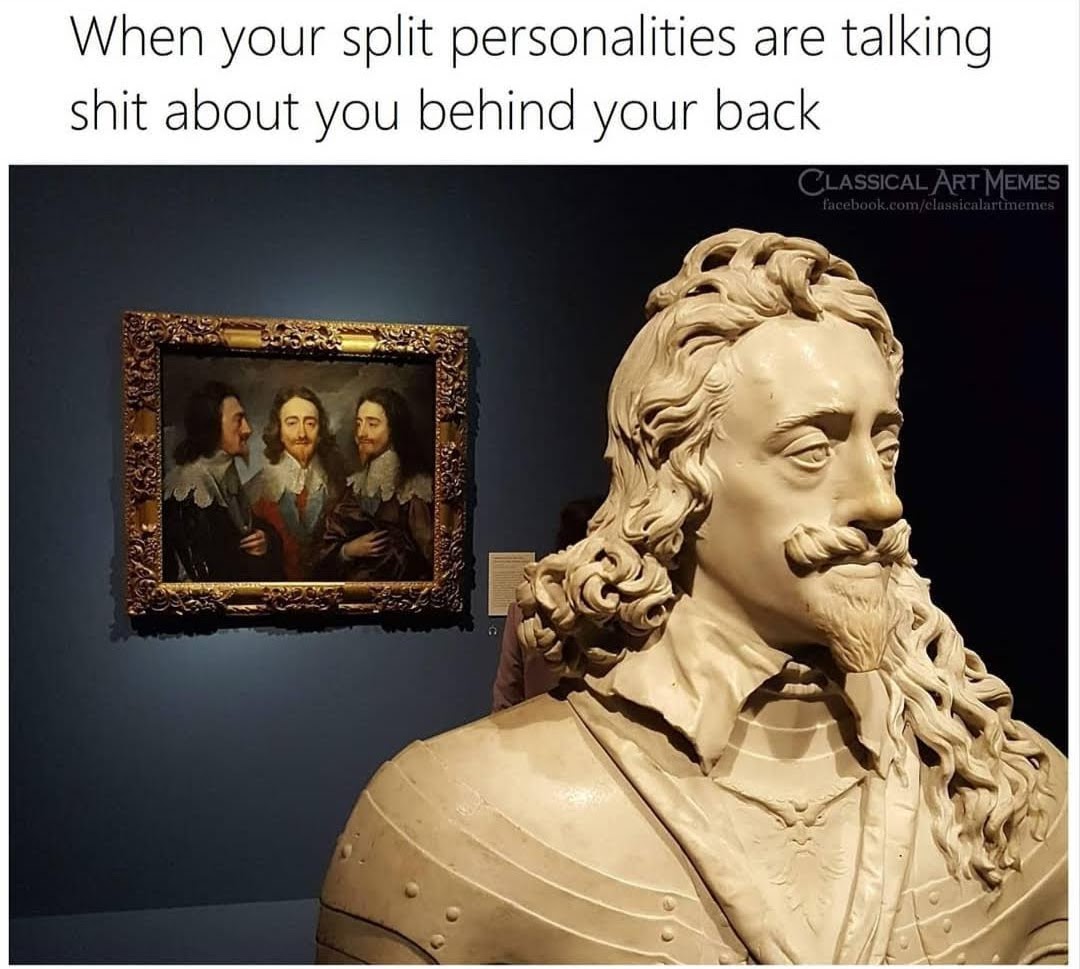 When your split personalities are talking
shit about you behind your back
CLASSICAL ART MEMES
facebook.com/classicalartmemes